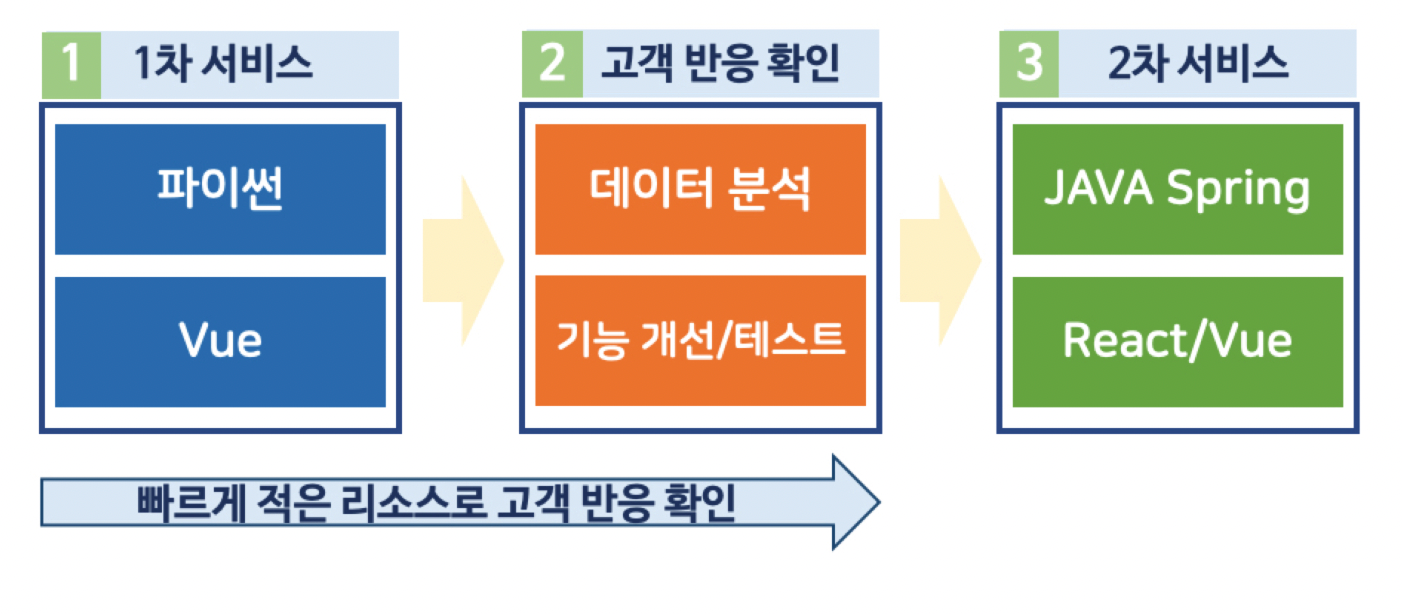 1 1차 서비스
파이썬
Vue
2 고객 반응 확인
데이터 분석
기능 개선/테스트
3 2차 서비스
JAVA Spring
React/Vue
빠르게 적은 리소스로 고객 반응 확인